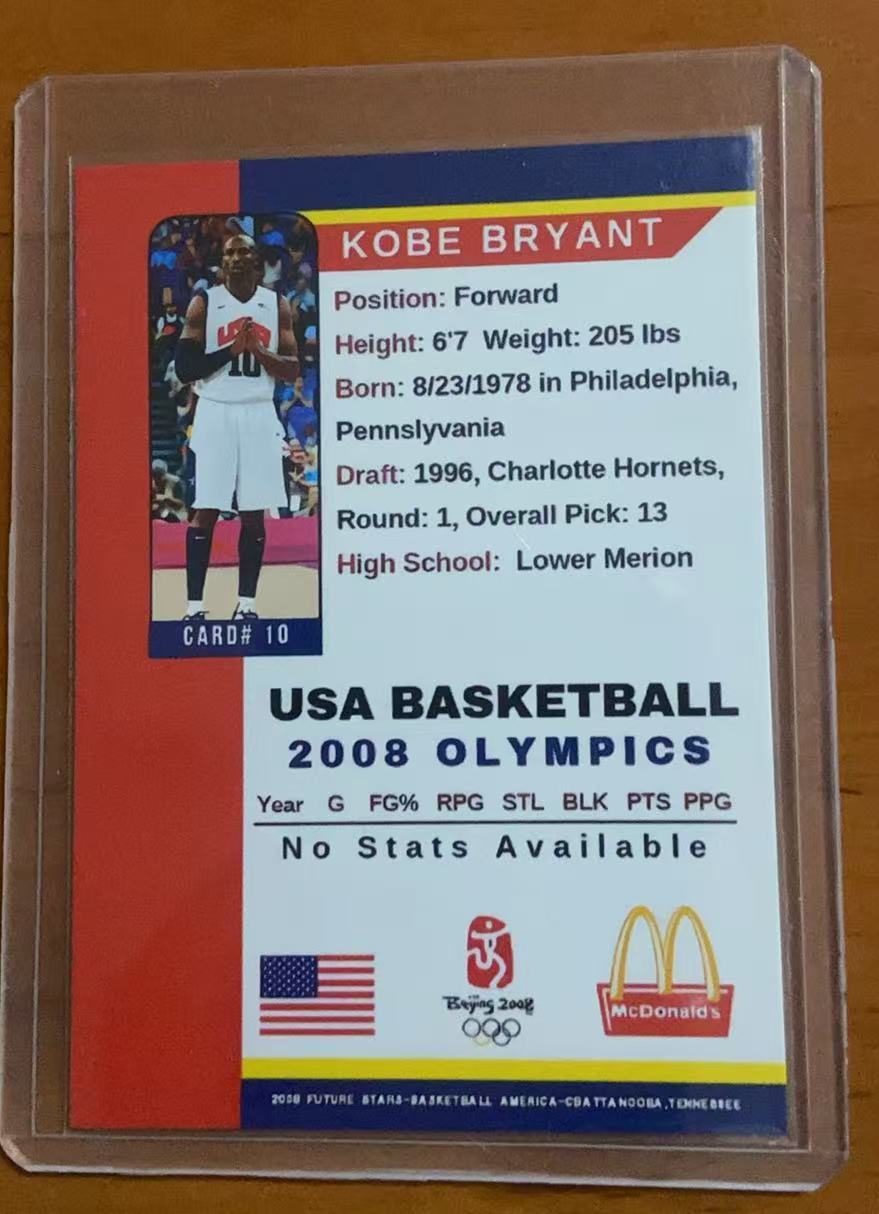 KOBE BRYANT
Position: Forward
Height: 6'7 Weight: 205 lbs
Born: 8/23/1978 in Philadelphia,
Pennslyvania
Draft: 1996, Charlotte Hornets,
Round: 1, Overall Pick: 13
High School: Lower Merion
10
CARD# 10
USA BASKETBALL
2008 OLYMPICS
Year G FG% RPG STL BLK PTS PPG
No Stats Available
Beijing 2008
McDonald's
2008 FUTURE STARS-BASKETBALL AMERICA-CBATTANOOBA,TENNESSEE